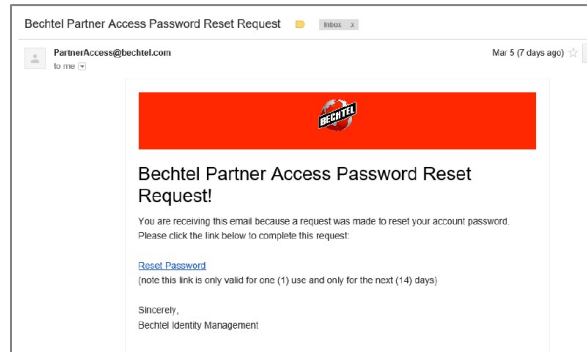 Bechtel Partner Access Password Reset Request
Inbox x
PartnerAccess@bechtel.com
Mar 5 (7 days ago)
to me
BECHTEL
Bechtel Partner Access Password Reset
Request!
You are receiving this email because a request was made to reset your account password.
Please click the link below to complete this request:
Reset Password
(note this link is only valid for one (1) use and only for the next (14) days)
Sincerely,
Bechtel Identity Management